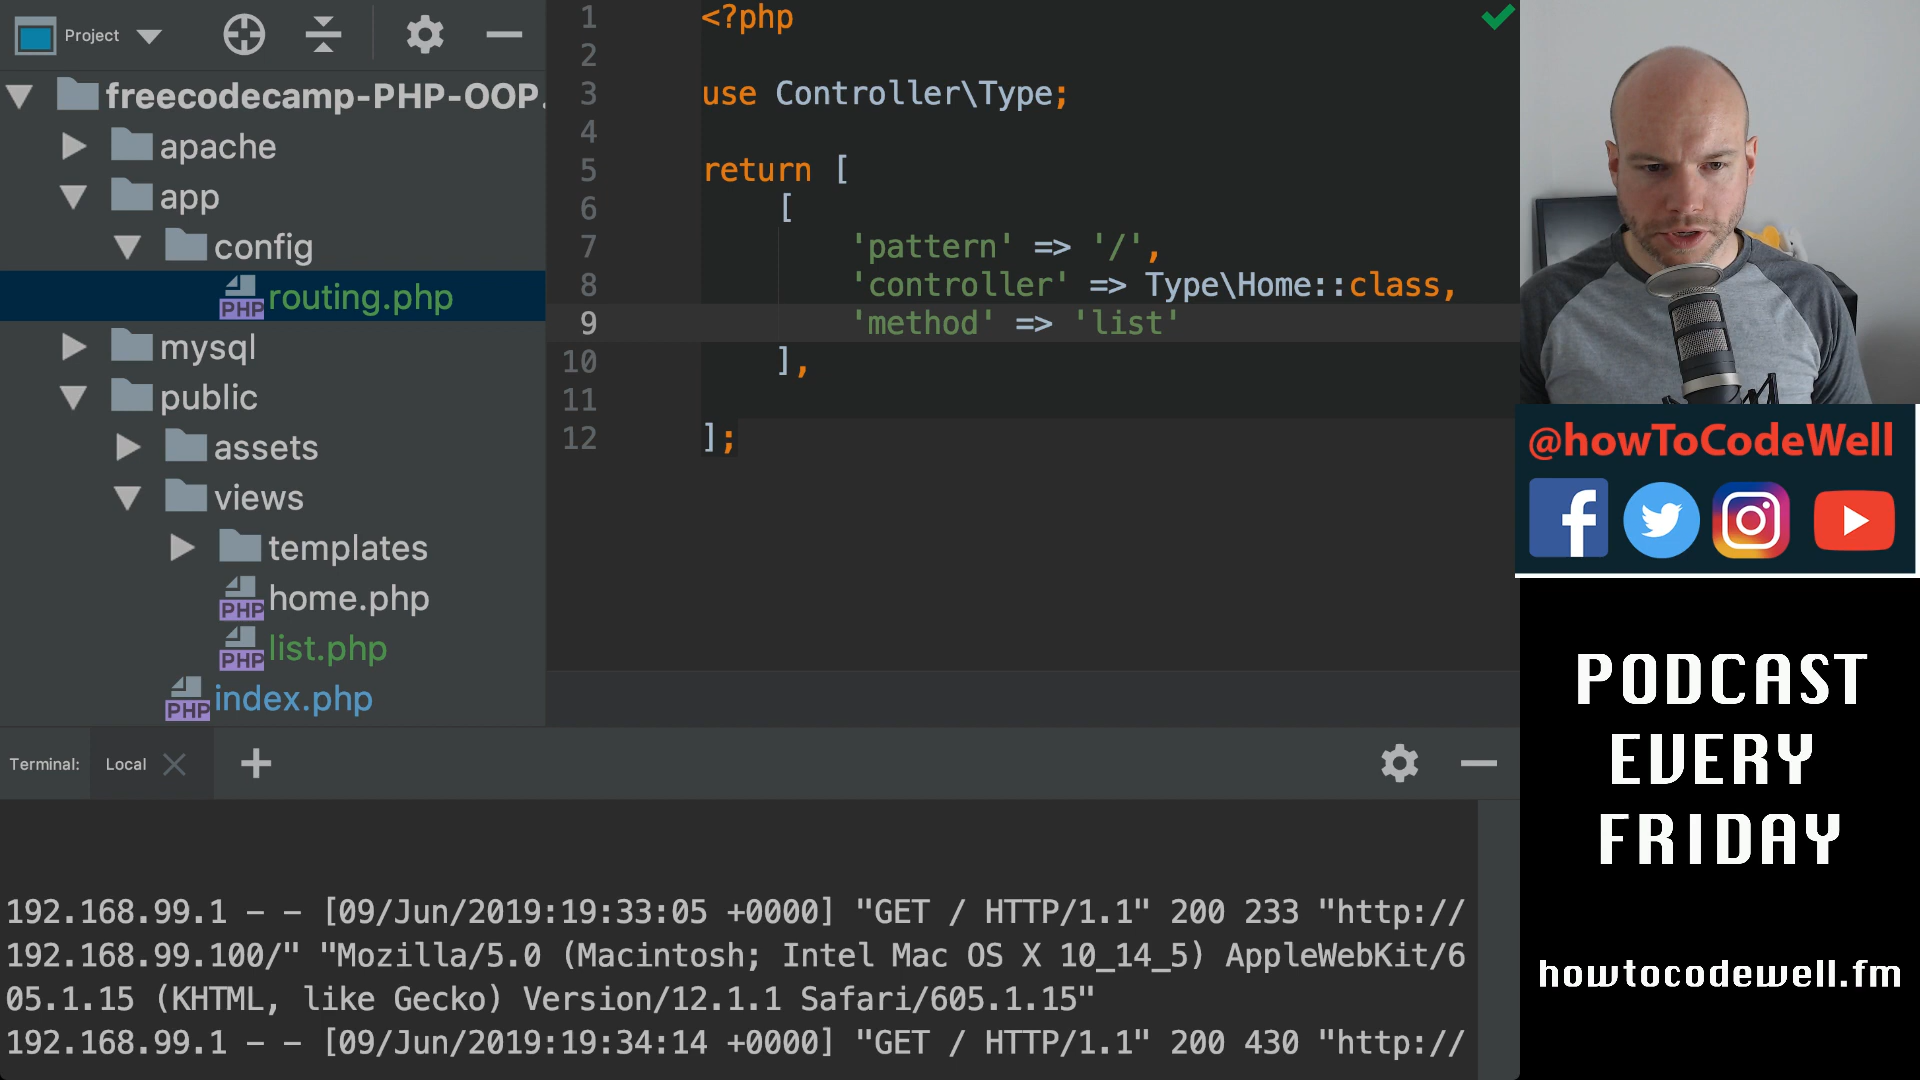 Project
freecodecamp-PHP-OOP.
apache
app
config
PHP routing.php
mysql
public
assets
views
templates
PHP home.php
PHP list.php
PHP index.php
1 <?php
2
3 use Controller\Type;
4
5 return [
6 [
7 'pattern' => '/',
8 'controller' => Type\Home::class,
9 'method' => 'list'
10 ],
11
12 ];
@howToCodeWell
PODCAST
EVERY
FRIDAY
howtocodewell.fm
Terminal: Local
192.168.99.1 - - [09/Jun/2019:19:33:05 +0000] "GET / HTTP/1.1" 200 233 "http://
192.168.99.100/" "Mozilla/5.0 (Macintosh; Intel Mac OS X 10_14_5) AppleWebKit/6
05.1.15 (KHTML, like Gecko) Version/12.1.1 Safari/605.1.15"
192.168.99.1 - - [09/Jun/2019:19:34:14 +0000] "GET / HTTP/1.1" 200 430 "http://